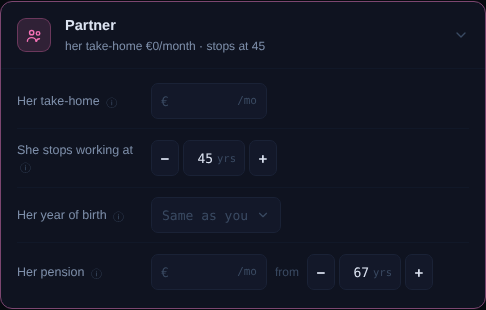 Partner
her take-home €0/month · stops at 45
Her take-home ⓘ € /mo
She stops working at ⓘ − 45 yrs +
Her year of birth ⓘ Same as you
Her pension ⓘ € /mo from − 67 yrs +